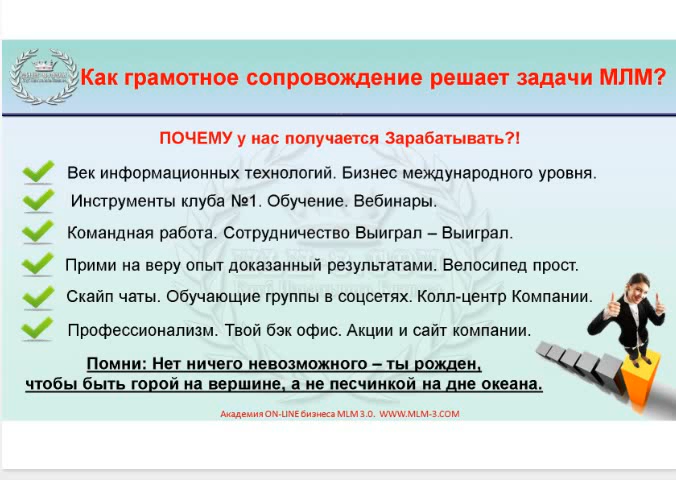 Как грамотное сопровождение решает задачи МЛМ?
ПОЧЕМУ у нас получается Зарабатывать?!
Век информационных технологий. Бизнес международного уровня.
Инструменты клуба №1. Обучение. Вебинары.
Командная работа. Сотрудничество Выиграл – Выиграл.
Прими на веру опыт доказанный результатами. Велосипед прост.
Скайп чаты. Обучающие группы в соцсетях. Колл-центр Компании.
Профессионализм. Твой бэк офис. Акции и сайт компании.
Помни: Нет ничего невозможного – ты рожден,
чтобы быть горой на вершине, а не песчинкой на дне океана.
Академия ON-LINE бизнеса MLM 3.0. WWW.MLM-3.COM